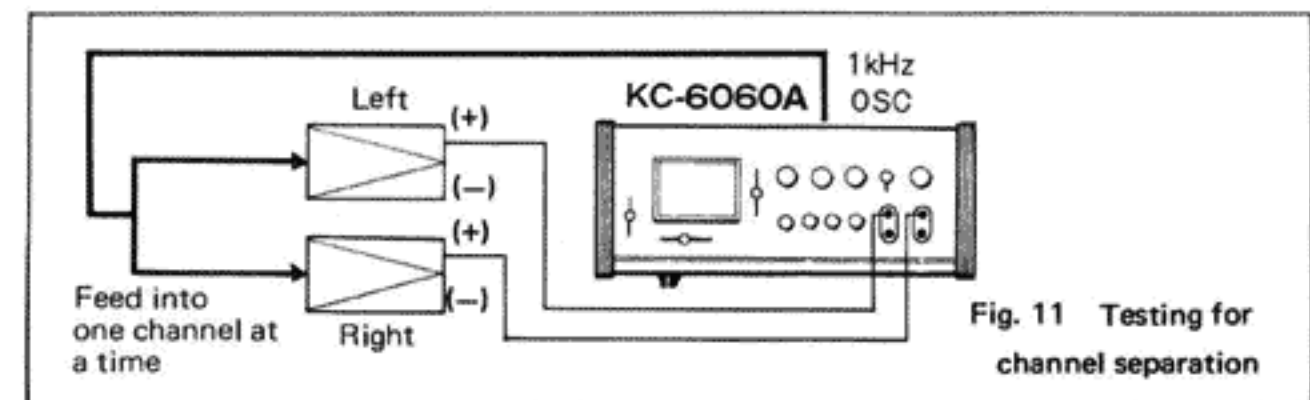 1kHz
KC-6060A OSC
Left
(+)
(—)
(+)
(—)
Feed into
one channel at
a time
Right
Fig. 11 Testing for
channel separation